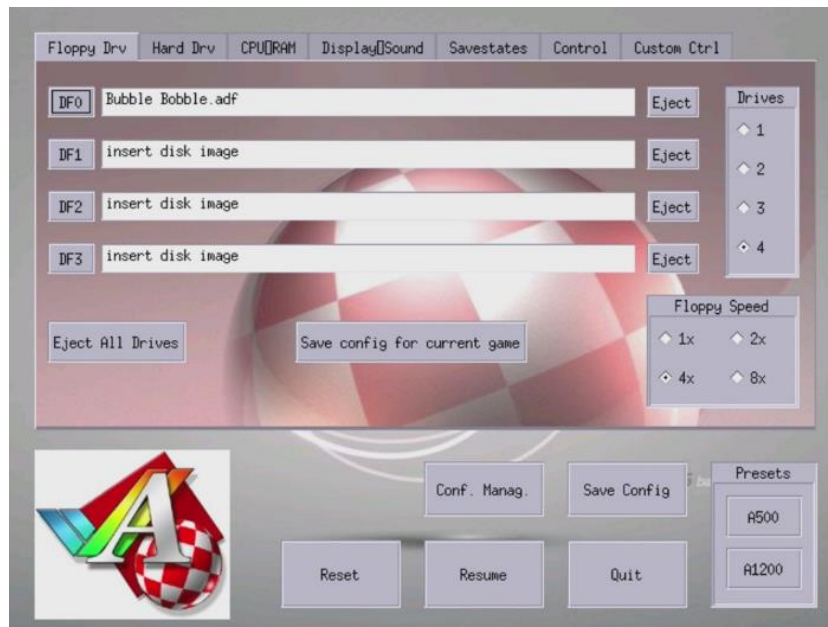 Floppy Drv
Hard Drv
CPU▯RAM
Display▯Sound
Savestates
Control
Custom Ctrl
DF0
Bubble Bobble.adf
Eject
DF1
insert disk image
Eject
DF2
insert disk image
Eject
DF3
insert disk image
Eject
Drives
1
2
3
4
Floppy Speed
1x
2x
4x
8x
Eject All Drives
Save config for current game
Conf. Manag.
Save Config
Presets
A500
A1200
Reset
Resume
Quit